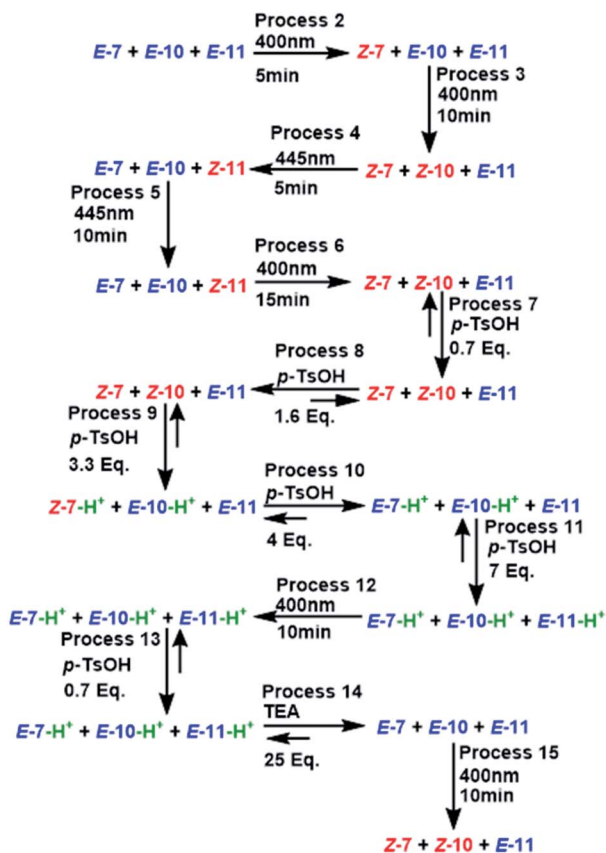 Process 2
E-7 + E-10 + E-11 400nm Z-7 + E-10 + E-11
5min
Process 3
400nm
10min
Process 4
E-7 + E-10 + Z-11 445nm Z-7 + Z-10 + E-11
5min
Process 5
445nm
10min
Process 6
E-7 + E-10 + Z-11 400nm Z-7 + Z-10 + E-11
15min
Process 7
p-TsOH
0.7 Eq.
Process 8
p-TsOH
Z-7 + Z-10 + E-11 Z-7 + Z-10 + E-11
1.6 Eq.
Process 9
p-TsOH
3.3 Eq.
Process 10
p-TsOH
Z-7-H⁺ + E-10-H⁺ + E-11 E-7-H⁺ + E-10-H⁺ + E-11
4 Eq.
Process 11
p-TsOH
7 Eq.
Process 12
400nm
E-7-H⁺ + E-10-H⁺ + E-11-H⁺ E-7-H⁺ + E-10-H⁺ + E-11-H⁺
10min
Process 13
p-TsOH
0.7 Eq.
Process 14
TEA
E-7-H⁺ + E-10-H⁺ + E-11-H⁺ E-7 + E-10 + E-11
25 Eq.
Process 15
400nm
10min
Z-7 + Z-10 + E-11